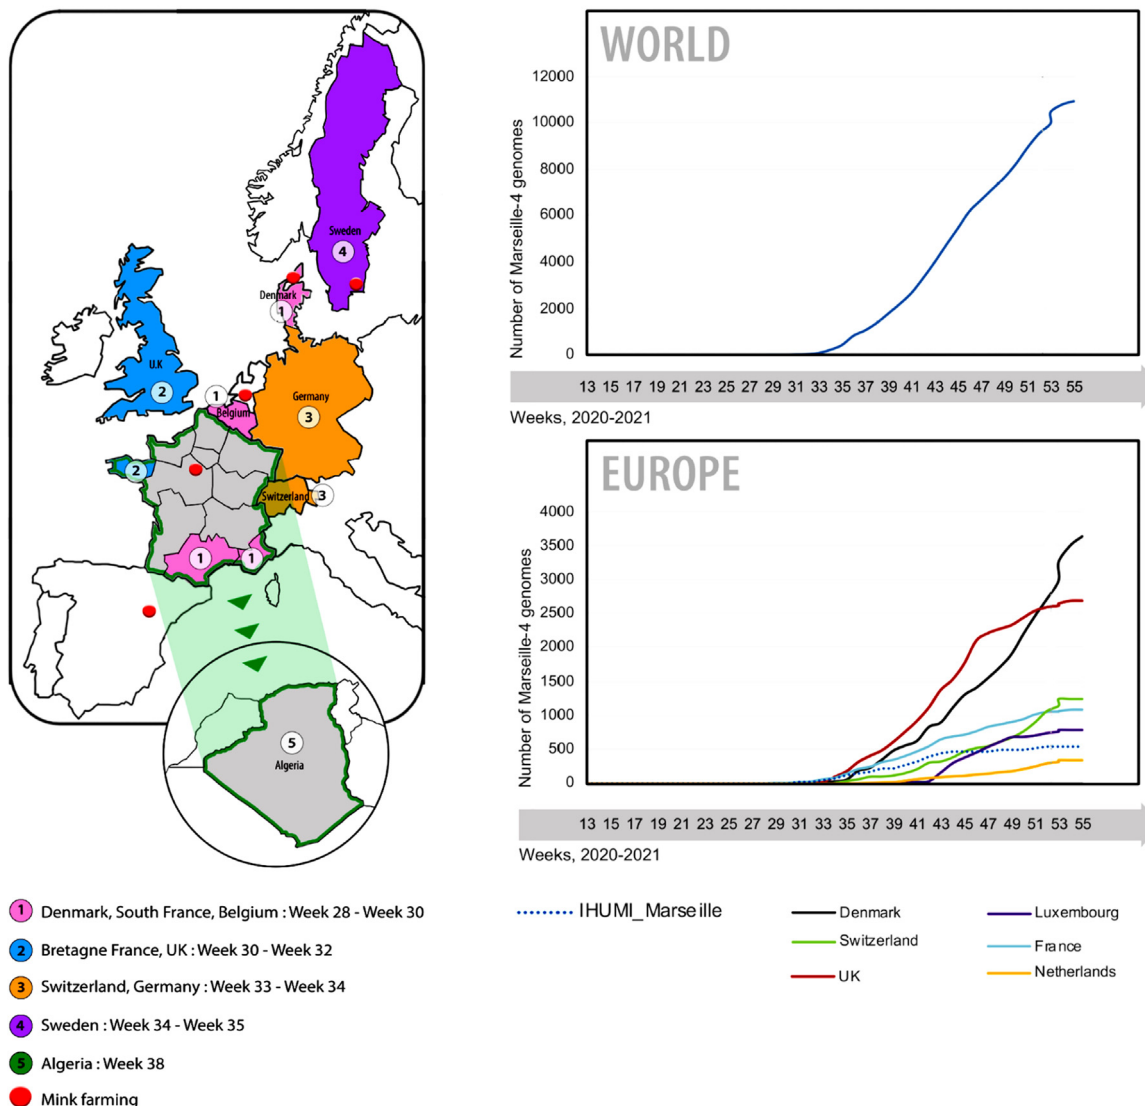 Sweden
4
Denmark
1
U.K
2
1
Belgium
Germany
3
2
Switzerland
3
1
1
5
Algeria
1 Denmark, South France, Belgium : Week 28 - Week 30
2 Bretagne France, UK : Week 30 - Week 32
3 Switzerland, Germany : Week 33 - Week 34
4 Sweden : Week 34 - Week 35
5 Algeria : Week 38
Mink farming
WORLD
Number of Marseille-4 genomes
12000
10000
8000
6000
4000
2000
0
13 15 17 19 21 23 25 27 29 31 33 35 37 39 41 43 45 47 49 51 53 55
Weeks, 2020-2021
EUROPE
Number of Marseille-4 genomes
4000
3500
3000
2500
2000
1500
1000
500
0
13 15 17 19 21 23 25 27 29 31 33 35 37 39 41 43 45 47 49 51 53 55
Weeks, 2020-2021
IHUMI_Marseille
Denmark
Switzerland
UK
Luxembourg
France
Netherlands